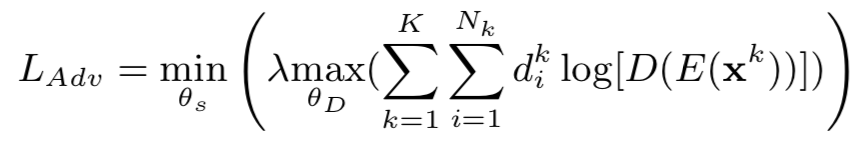 L_{Adv} = \min_{\theta_s} \left( \lambda \max_{\theta_D} ( \sum_{k=1}^{K} \sum_{i=1}^{N_k} d_i^k \log[D(E(\mathbf{x}^k))]) \right)